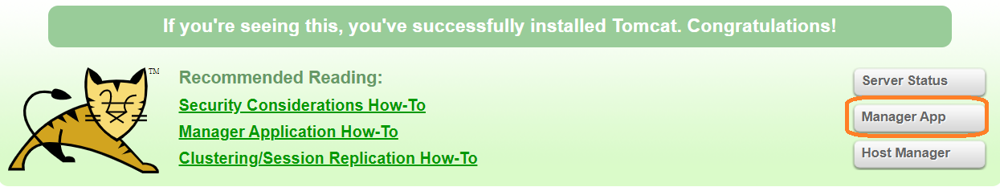 If you're seeing this, you've successfully installed Tomcat. Congratulations!
TM
Recommended Reading:
Security Considerations How-To
Manager Application How-To
Clustering/Session Replication How-To
Server Status
Manager App
Host Manager